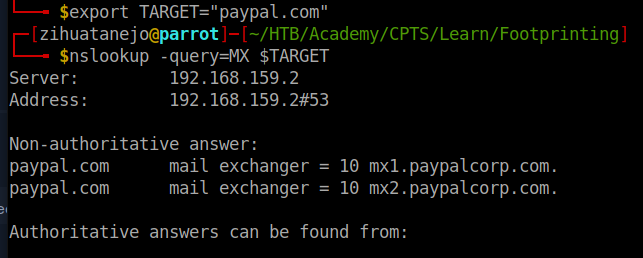 $export TARGET="paypal.com"
[zihuatanejo@parrot]-[~/HTB/Academy/CPTS/Learn/Footprinting]
$nslookup -query=MX $TARGET
Server: 192.168.159.2
Address: 192.168.159.2#53
Non-authoritative answer:
paypal.com mail exchanger = 10 mx1.paypalcorp.com.
paypal.com mail exchanger = 10 mx2.paypalcorp.com.
Authoritative answers can be found from: